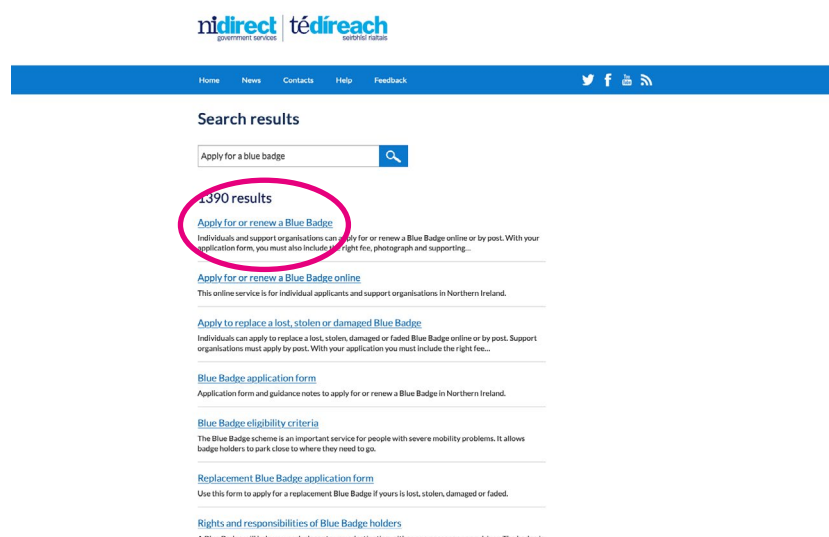 nidirect | tédíreach
government services seirbhísí rialtais
Home News Contacts Help Feedback
Search results
Apply for a blue badge
1390 results
Apply for or renew a Blue Badge
Individuals and support organisations can apply for or renew a Blue Badge online or by post. With your
application form, you must also include the right fee, photograph and supporting...
Apply for or renew a Blue Badge online
This online service is for individual applicants and support organisations in Northern Ireland.
Apply to replace a lost, stolen or damaged Blue Badge
Individuals can apply to replace a lost, stolen, damaged or faded Blue Badge online or by post. Support
organisations must apply by post. With your application you must include the right fee...
Blue Badge application form
Application form and guidance notes to apply for or renew a Blue Badge in Northern Ireland.
Blue Badge eligibility criteria
The Blue Badge scheme is an important service for people with severe mobility problems. It allows
badge holders to park close to where they need to go.
Replacement Blue Badge application form
Use this form to apply for a replacement Blue Badge if yours is lost, stolen, damaged or faded.
Rights and responsibilities of Blue Badge holders